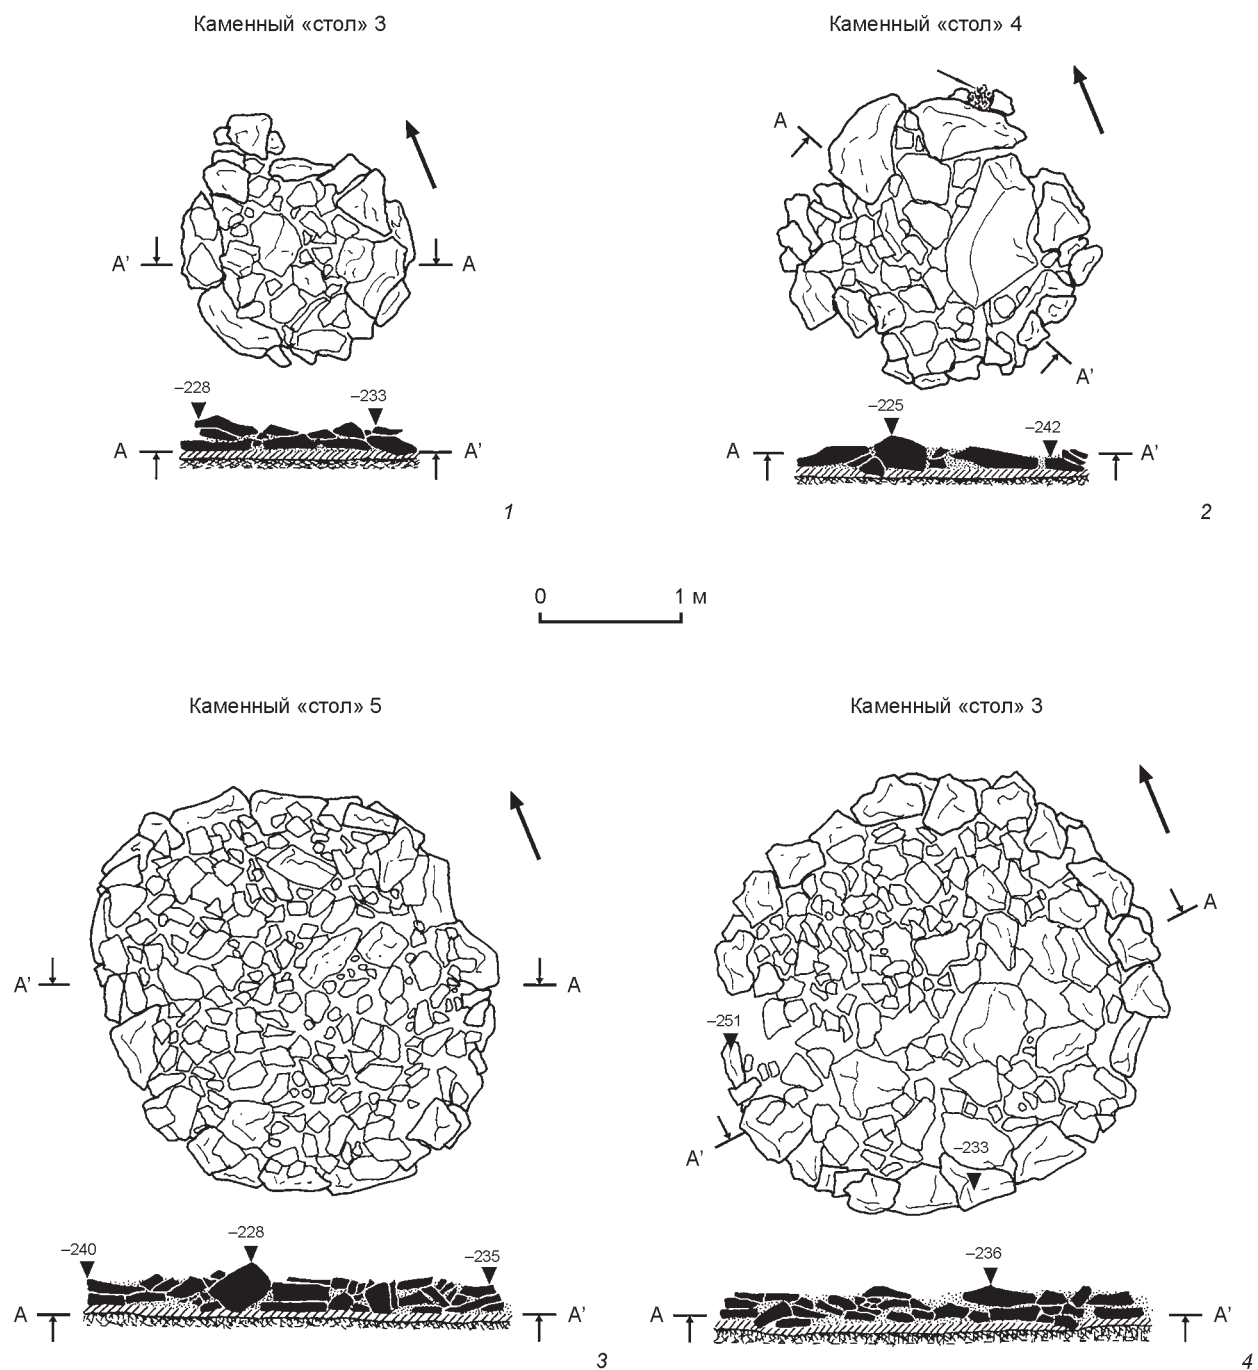 Каменный «стол» 3
Каменный «стол» 4
А
А’
А
А’
–228
–233
–225
–242
А
А’
А
А’
1
2
0
1 м
Каменный «стол» 5
Каменный «стол» 3
А
А’
А
–251
А’
–233
–240
–228
–235
–236
А
А’
А
А’
3
4